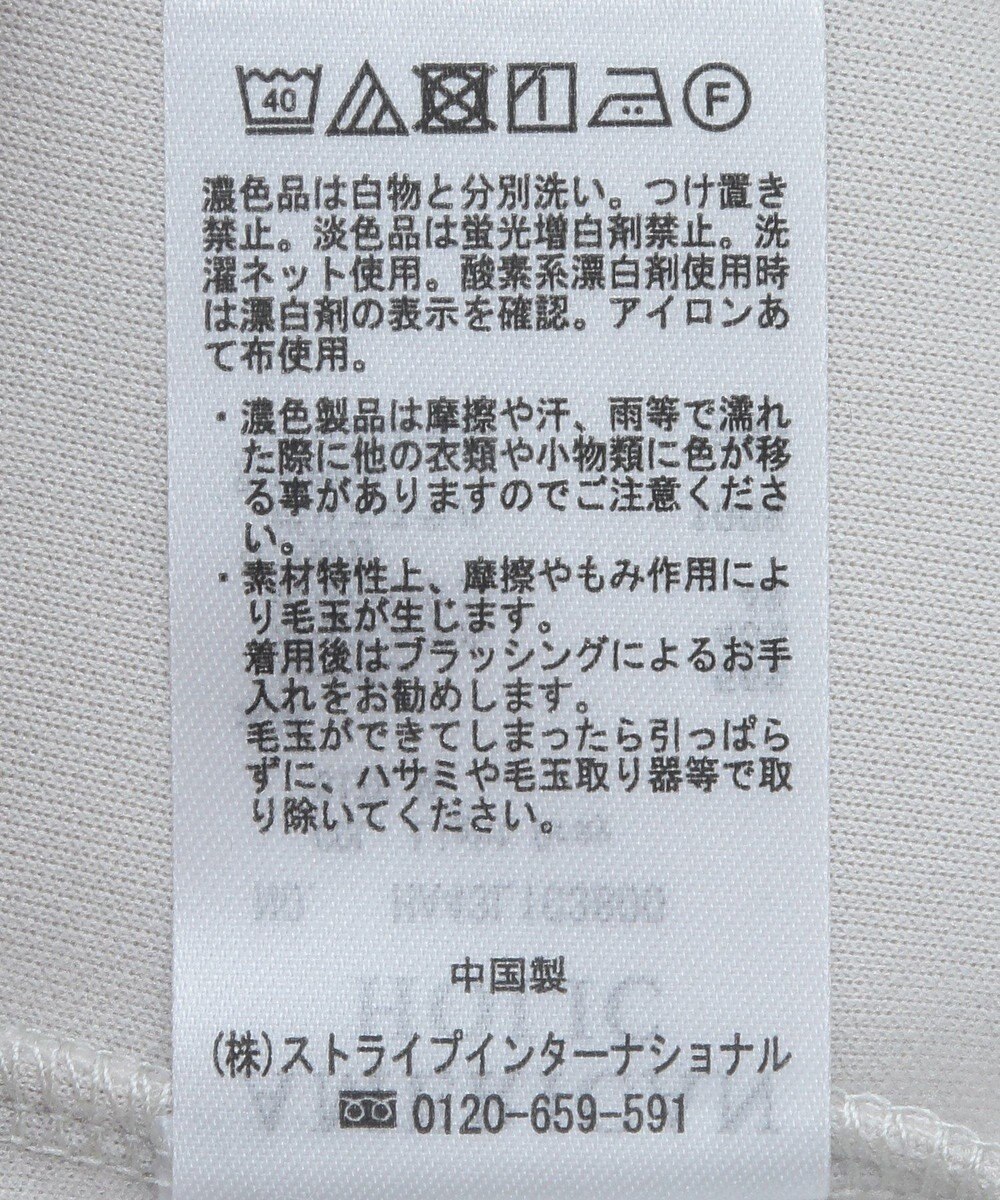 40 F
濃色品は白物と分別洗い。つけ置き
禁止。淡色品は蛍光増白剤禁止。洗
濯ネット使用。酸素系漂白剤使用時
は漂白剤の表示を確認。アイロンあ
て布使用。
・濃色製品は摩擦や汗、雨等で濡れ
た際に他の衣類や小物類に色が移
る事がありますのでご注意くださ
い。
・素材特性上、摩擦やもみ作用によ
り毛玉が生じます。
着用後はブラッシングによるお手
入れをお勧めします。
毛玉ができてしまったら引っぱら
ずに、ハサミや毛玉取り器等で取
り除いてください。
中国製
(株)ストライプインターナショナル
0120-659-591